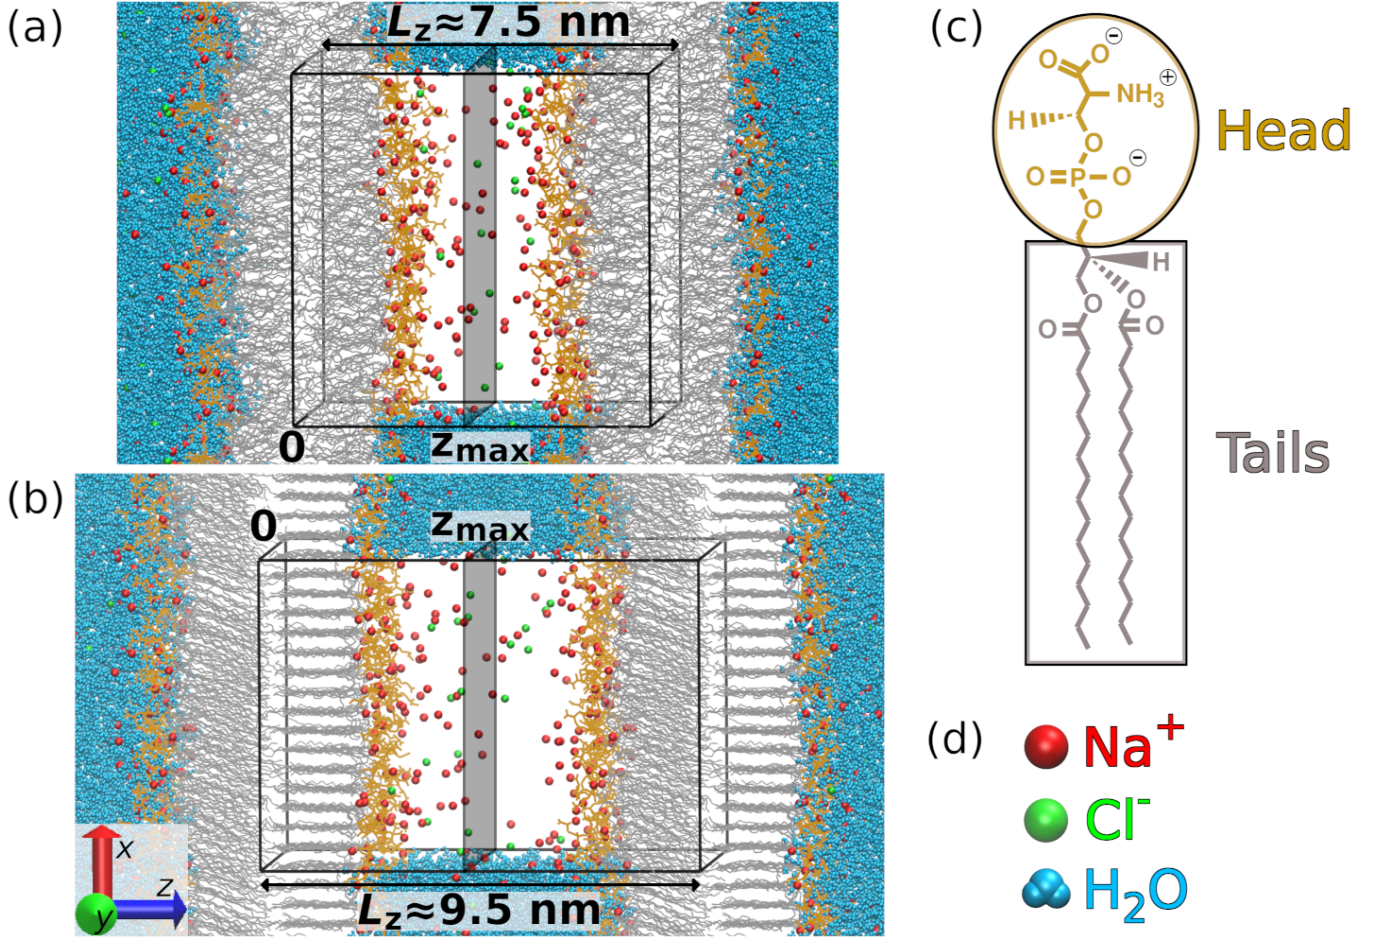 (a)
Lz≈7.5 nm
0
zmax
(b)
0
zmax
x
z
y
Lz≈9.5 nm
(c)
O
O
⊖
NH3
⊕
H
O
O=P-O
⊖
O
H
O
O
O
O
Head
Tails
(d)
Na+
Cl-
H2O